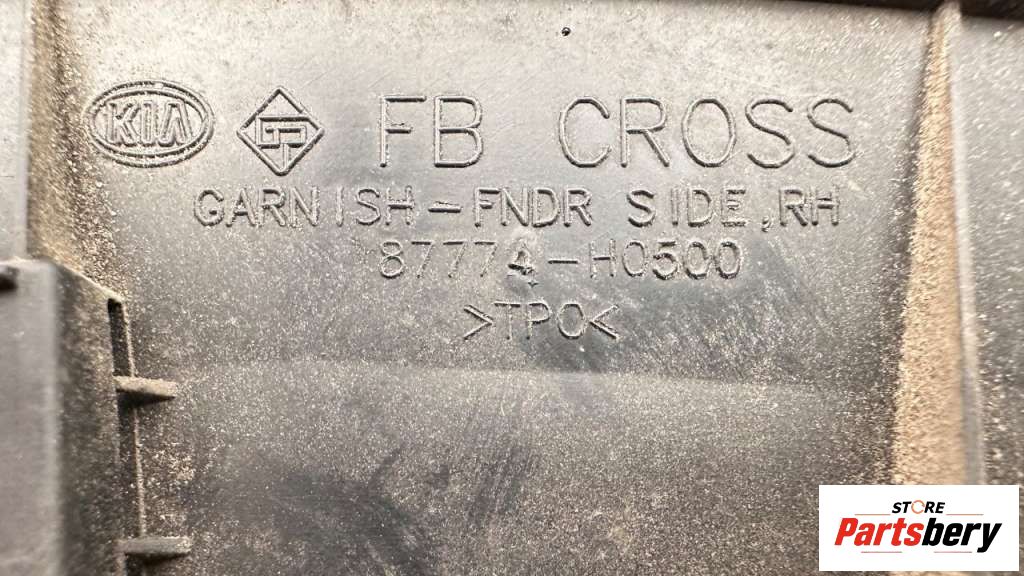 KIA FB CROSS
GARNISH-FNDR SIDE,RH
87774-H0500
>TPO<
STORE
Partsbery